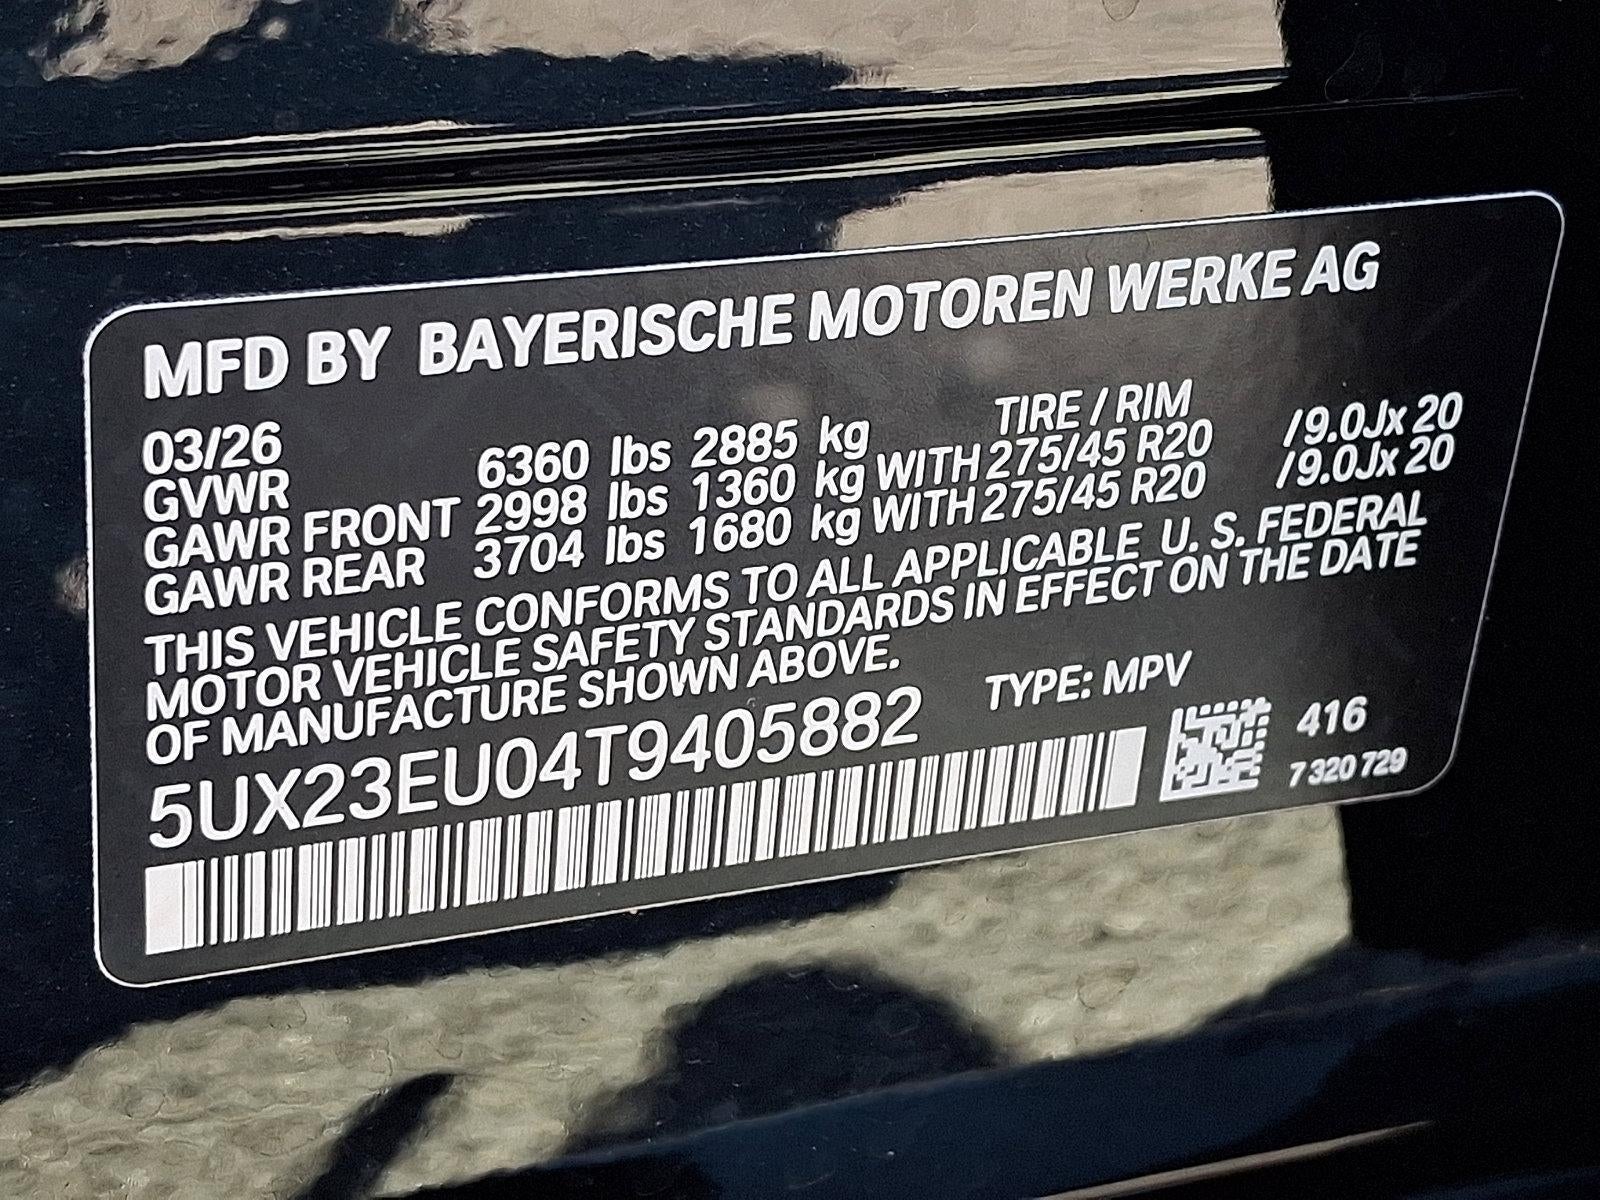 MFD BY BAYERISCHE MOTOREN WERKE AG
03/26 TIRE / RIM
GVWR 6360 lbs 2885 kg
GAWR FRONT 2998 lbs 1360 kg WITH 275/45 R20 /9.0Jx 20
GAWR REAR 3704 lbs 1680 kg WITH 275/45 R20 /9.0Jx 20
THIS VEHICLE CONFORMS TO ALL APPLICABLE U. S. FEDERAL
MOTOR VEHICLE SAFETY STANDARDS IN EFFECT ON THE DATE
OF MANUFACTURE SHOWN ABOVE.
5UX23EU04T9405882 TYPE: MPV
416
7 320 729